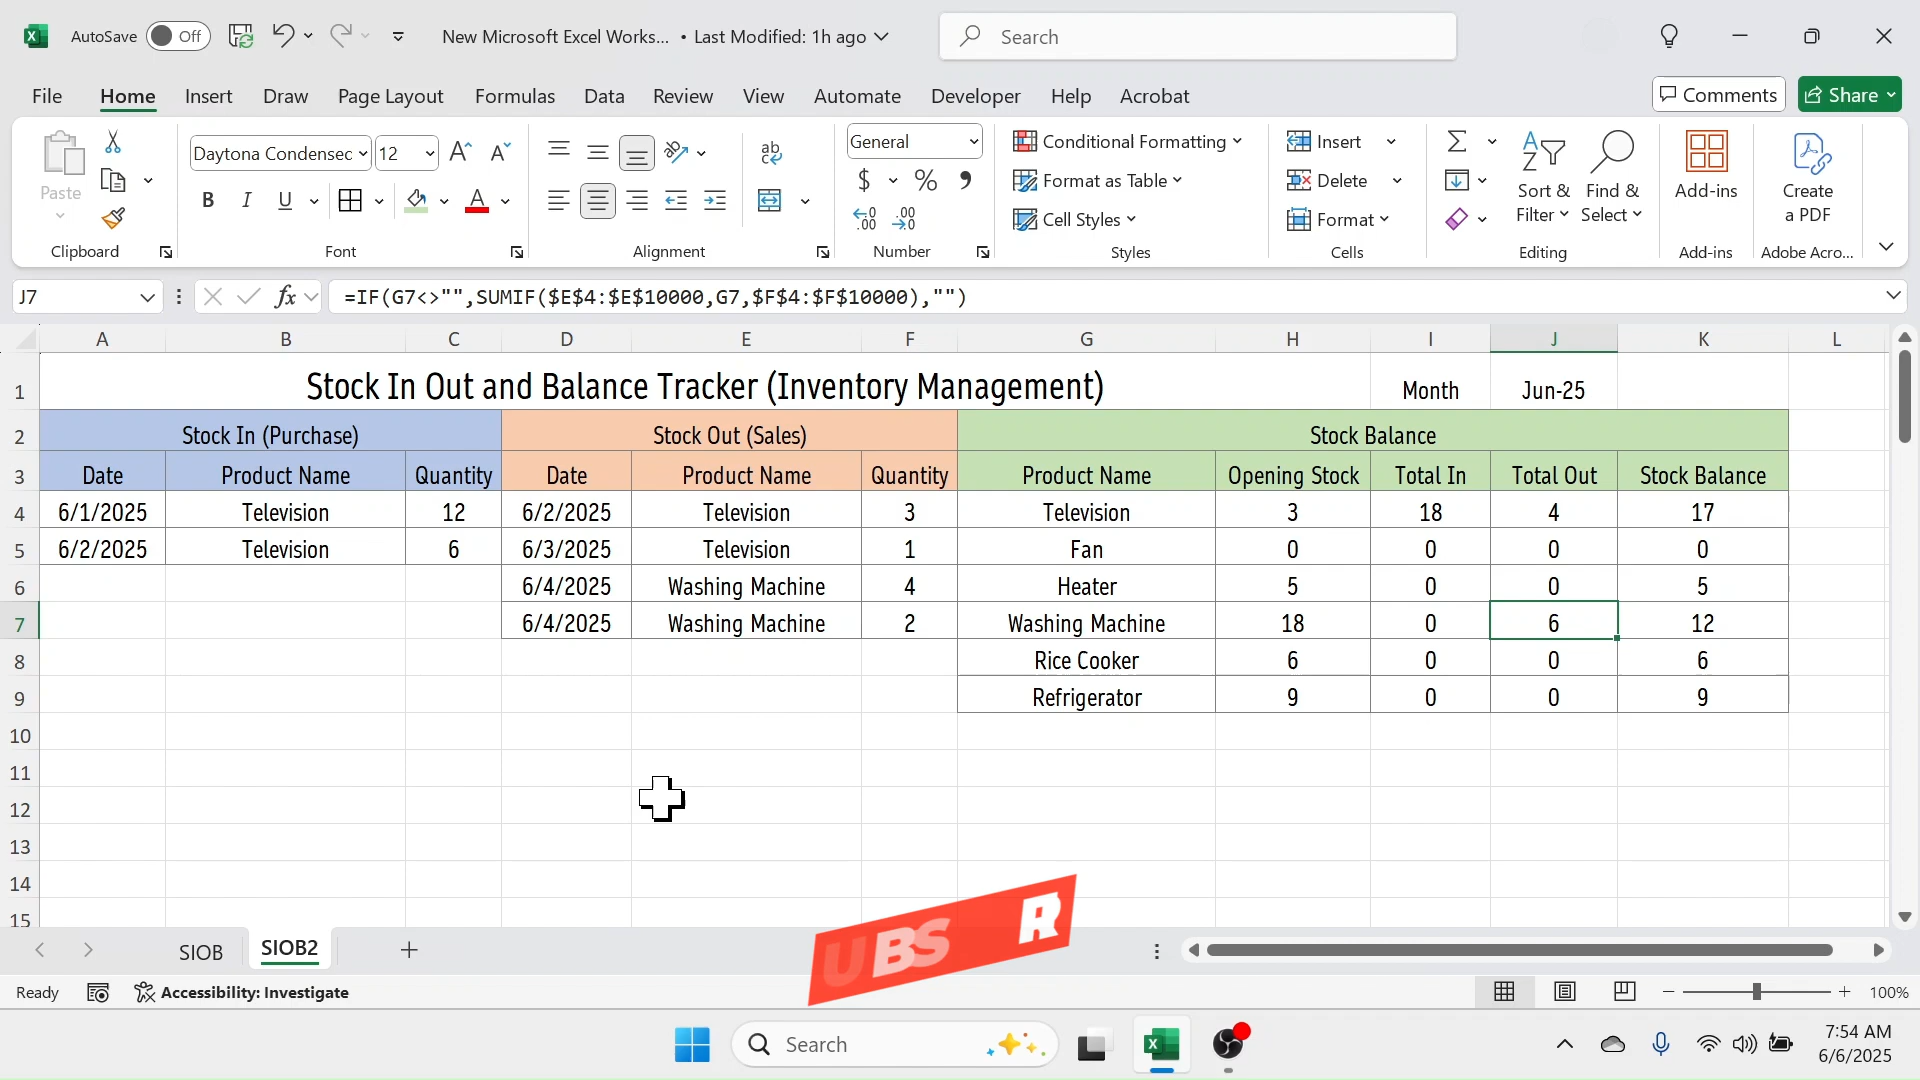 AutoSave Off New Microsoft Excel Works... • Last Modified: 1h ago Search
File Home Insert Draw Page Layout Formulas Data Review View Automate Developer Help Acrobat Comments Share
Paste
Clipboard
Daytona Condensec 12
B I U A
Font
ab
Alignment
General
$ % 9
Number
Conditional Formatting
Format as Table
Cell Styles
Styles
Insert
Delete
Format
Cells
Sort & Filter
Find & Select
Editing
Add-ins
Add-ins
Create a PDF
Adobe Acro...
J7 fx =IF(G7<>"",SUMIF($E$4:$E$10000,G7,$F$4:$F$10000),"")
A B C D E F G H I J K L
1 Stock In Out and Balance Tracker (Inventory Management) Month Jun-25
2 Stock In (Purchase) Stock Out (Sales) Stock Balance
3 Date Product Name Quantity Date Product Name Quantity Product Name Opening Stock Total In Total Out Stock Balance
4 6/1/2025 Television 12 6/2/2025 Television 3 Television 3 18 4 17
5 6/2/2025 Television 6 6/3/2025 Television 1 Fan 0 0 0 0
6 6/4/2025 Washing Machine 4 Heater 5 0 0 5
7 6/4/2025 Washing Machine 2 Washing Machine 18 0 6 12
8 Rice Cooker 6 0 0 6
9 Refrigerator 9 0 0 9
10
11
12
13
14
15
UBS R
SIOB SIOB2
Ready Accessibility: Investigate 100%
Search
7:54 AM
6/6/2025